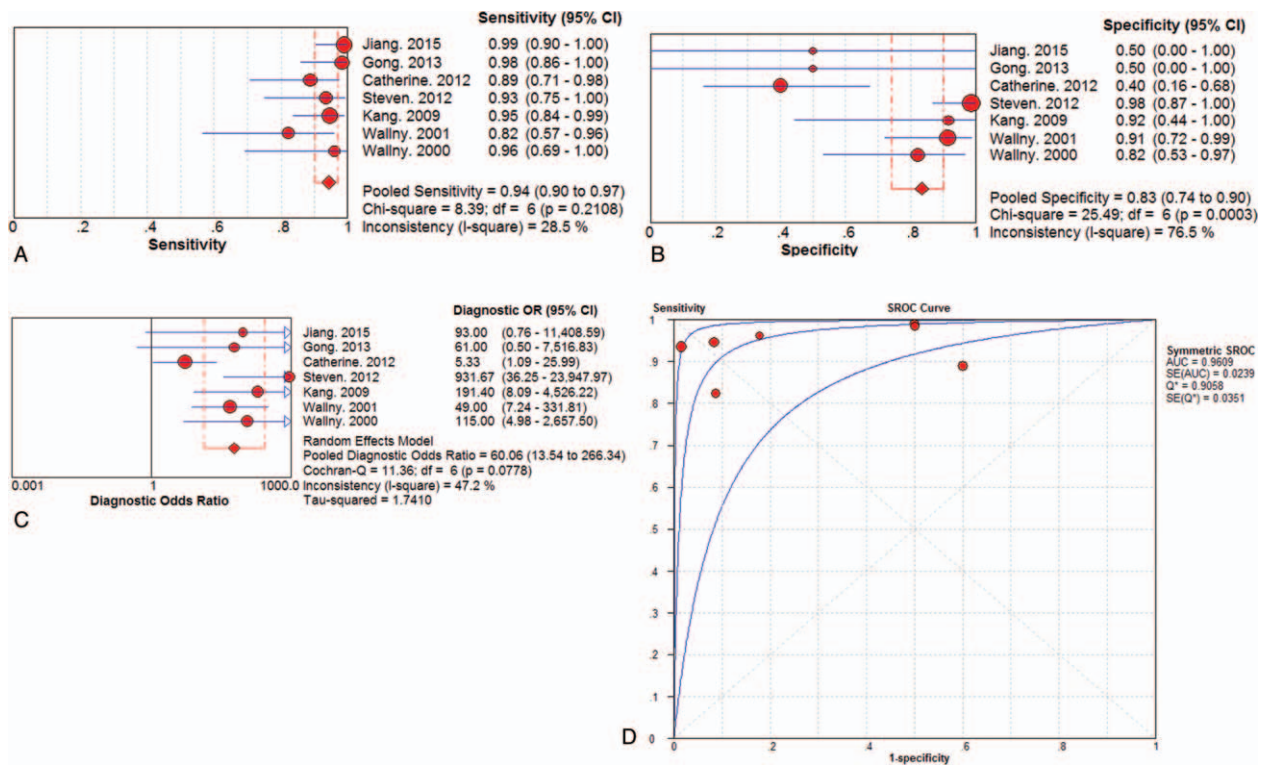 Sensitivity (95% CI)
Jiang. 2015 0.99 (0.90 - 1.00)
Gong. 2013 0.98 (0.86 - 1.00)
Catherine. 2012 0.89 (0.71 - 0.98)
Steven. 2012 0.93 (0.75 - 1.00)
Kang. 2009 0.95 (0.84 - 0.99)
Wallny. 2001 0.82 (0.57 - 0.96)
Wallny. 2000 0.96 (0.69 - 1.00)
Pooled Sensitivity = 0.94 (0.90 to 0.97)
Chi-square = 8.39; df = 6 (p = 0.2108)
Inconsistency (I-square) = 28.5 %
0 .2 .4 .6 .8 1
Sensitivity
A
Specificity (95% CI)
Jiang. 2015 0.50 (0.00 - 1.00)
Gong. 2013 0.50 (0.00 - 1.00)
Catherine. 2012 0.40 (0.16 - 0.68)
Steven. 2012 0.98 (0.87 - 1.00)
Kang. 2009 0.92 (0.44 - 1.00)
Wallny. 2001 0.91 (0.72 - 0.99)
Wallny. 2000 0.82 (0.53 - 0.97)
Pooled Specificity = 0.83 (0.74 to 0.90)
Chi-square = 25.49; df = 6 (p = 0.0003)
Inconsistency (I-square) = 76.5 %
0 .2 .4 .6 .8 1
Specificity
B
Diagnostic OR (95% CI)
Jiang. 2015 93.00 (0.76 - 11,408.59)
Gong. 2013 61.00 (0.50 - 7,516.83)
Catherine. 2012 5.33 (1.09 - 25.99)
Steven. 2012 931.67 (36.25 - 23,947.97)
Kang. 2009 191.40 (8.09 - 4,526.22)
Wallny. 2001 49.00 (7.24 - 331.81)
Wallny. 2000 115.00 (4.98 - 2,657.50)
Random Effects Model
Pooled Diagnostic Odds Ratio = 60.06 (13.54 to 266.34)
Cochran-Q = 11.36; df = 6 (p = 0.0778)
Inconsistency (I-square) = 47.2 %
Tau-squared = 1.7410
0.001 1 1000.0
Diagnostic Odds Ratio
C
Sensitivity SROC Curve
1
.9
.8
.7
.6
.5
.4
.3
.2
.1
0
0 .2 .4 .6 .8 1
1-specificity
Symmetric SROC
AUC = 0.9609
SE(AUC) = 0.0239
Q* = 0.9058
SE(Q*) = 0.0351
D